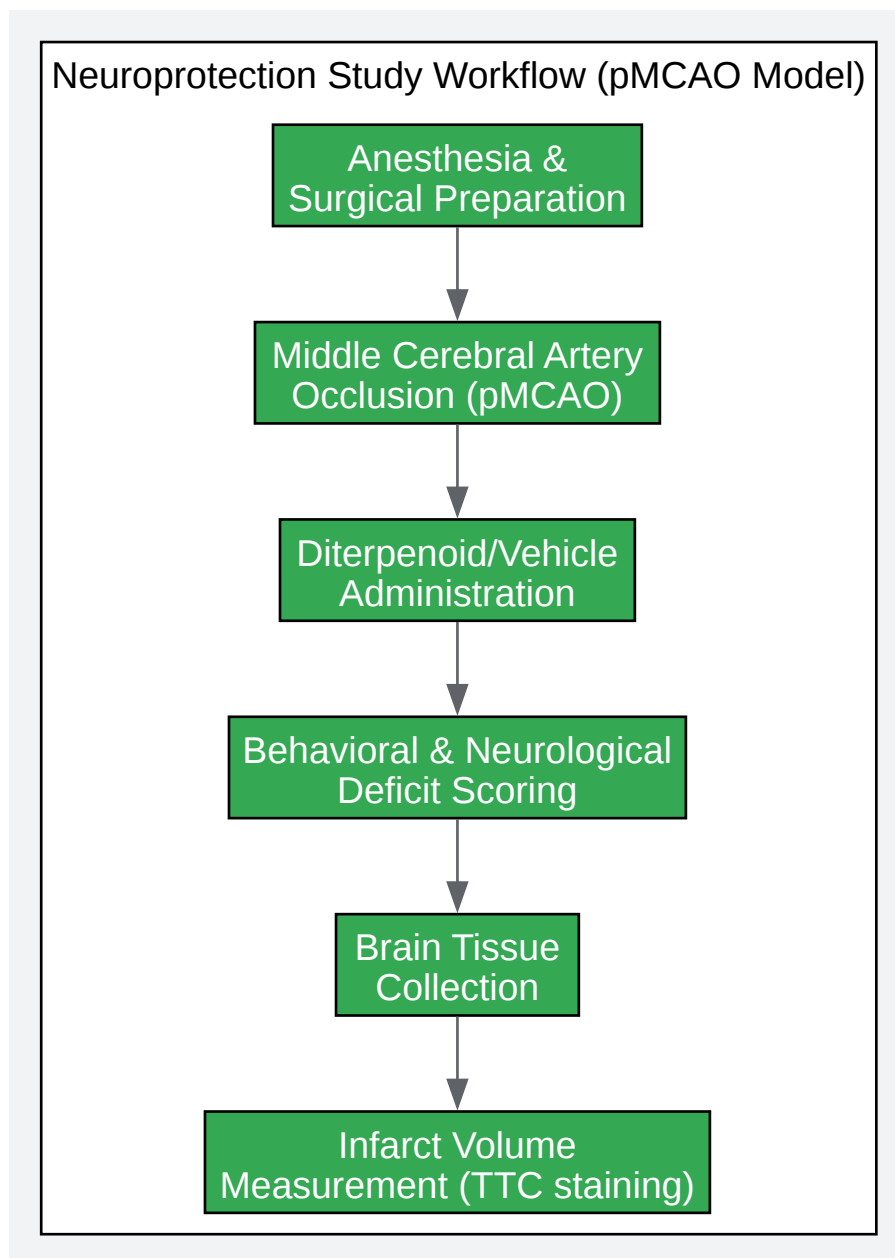 Neuroprotection Study Workflow (pMCAO Model)
Anesthesia &
Surgical Preparation
Middle Cerebral Artery
Occlusion (pMCAO)
Diterpenoid/Vehicle
Administration
Behavioral & Neurological
Deficit Scoring
Brain Tissue
Collection
Infarct Volume
Measurement (TTC staining)